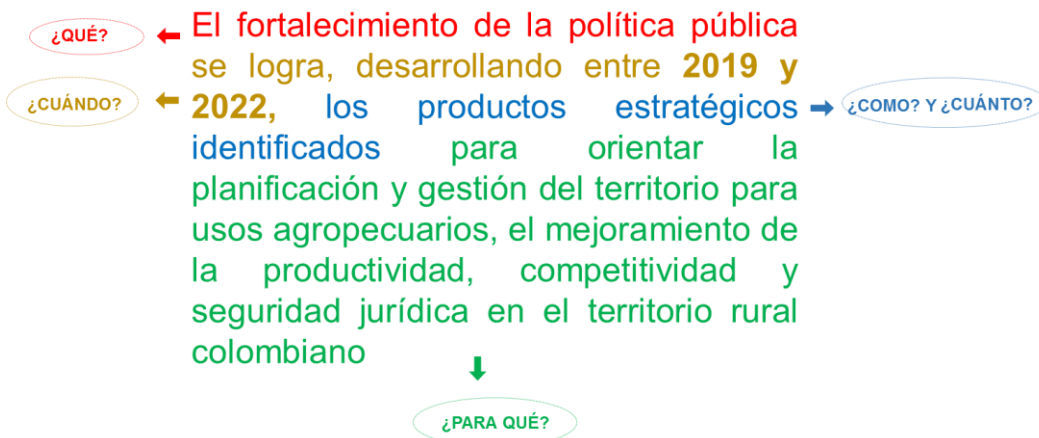 ¿QUÉ?
El fortalecimiento de la política pública
se logra, desarrollando entre 2019 y
¿CUÁNDO?
2022, los productos estratégicos
¿COMO? Y ¿CUÁNTO?
identificados para orientar la
planificación y gestión del territorio para
usos agropecuarios, el mejoramiento de
la productividad, competitividad y
seguridad jurídica en el territorio rural
colombiano
¿PARA QUÉ?